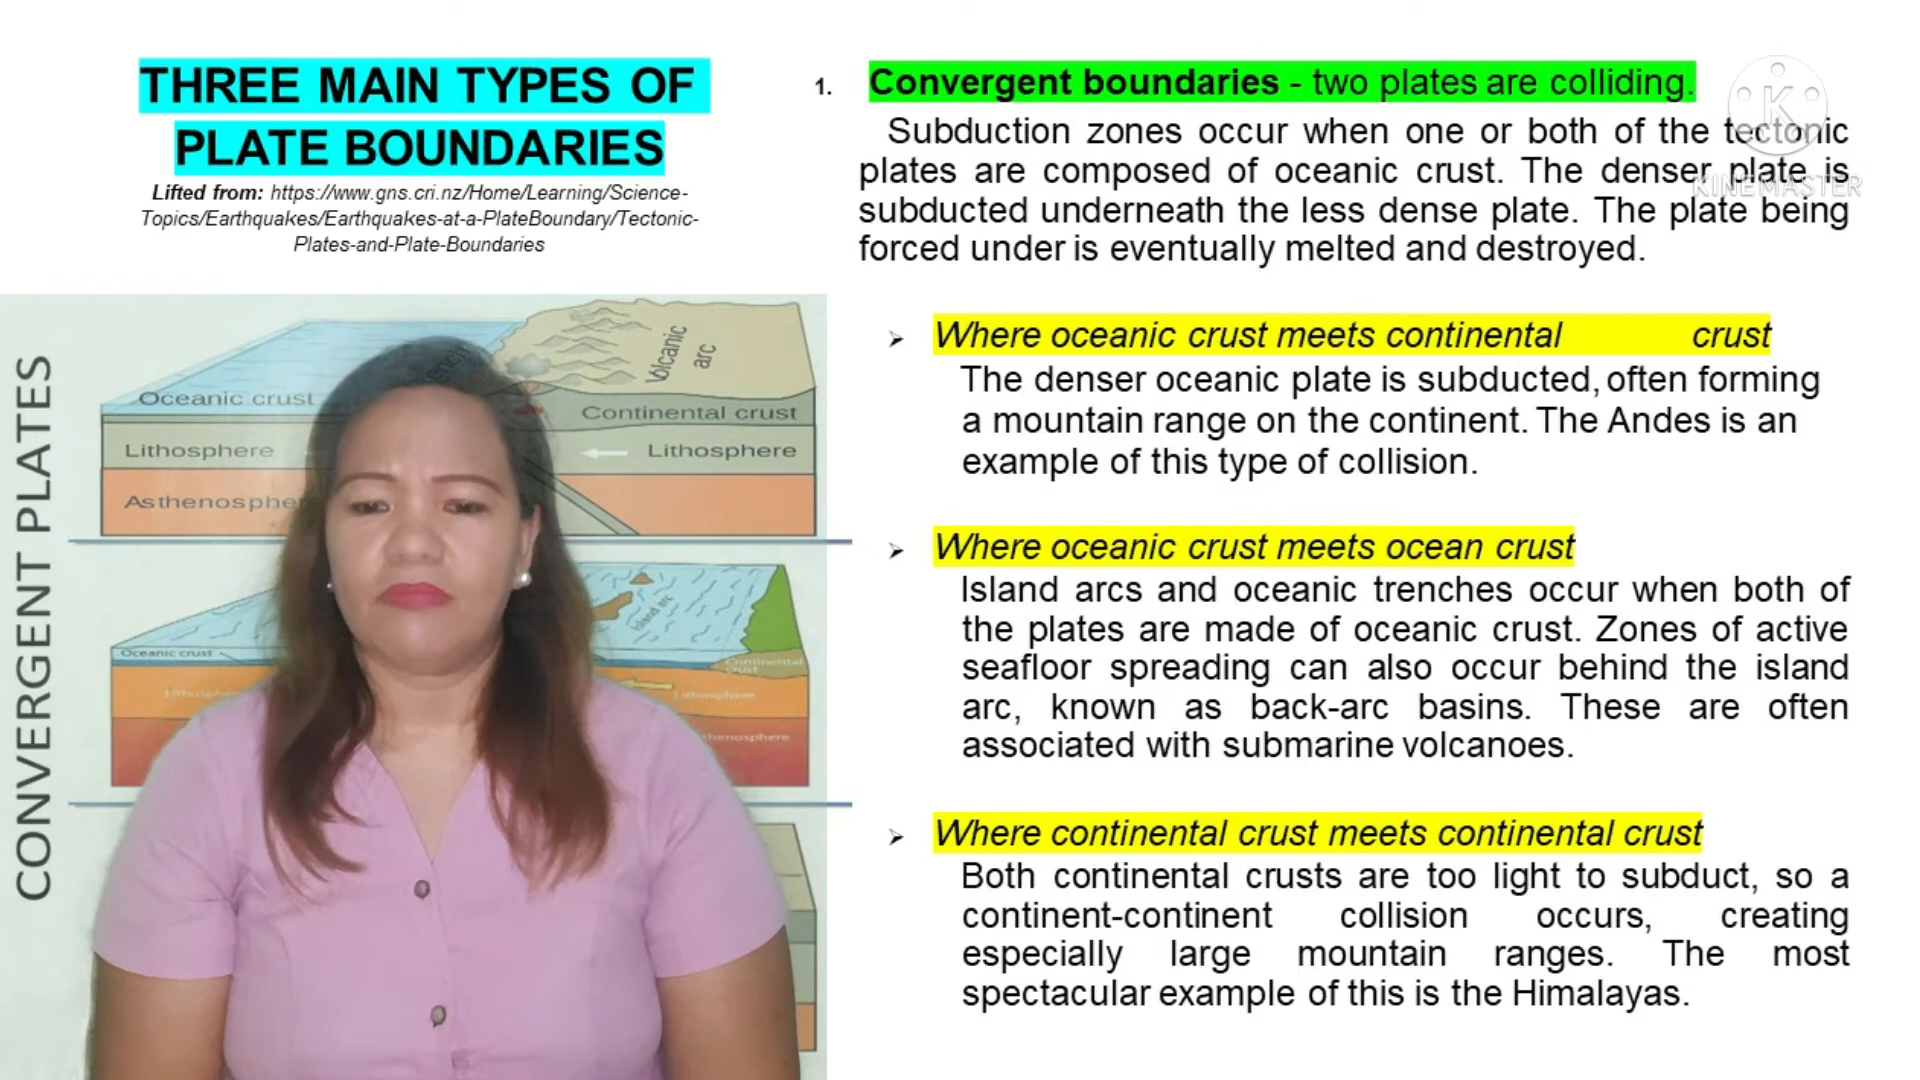 THREE MAIN TYPES OF
PLATE BOUNDARIES
Lifted from: https://www.gns.cri.nz/Home/Learning/Science-
Topics/Earthquakes/Earthquakes-at-a-PlateBoundary/Tectonic-
Plates-and-Plate-Boundaries
CONVERGENT PLATES
Volcanic
arc
Oceanic crust
Continental crust
Lithosphere
Lithosphere
Island arc
Oceanic crust
Continental
crust
Lithosphere
1. Convergent boundaries - two plates are colliding.
Subduction zones occur when one or both of the tectonic
plates are composed of oceanic crust. The denser plate is
subducted underneath the less dense plate. The plate being
forced under is eventually melted and destroyed.
➢ Where oceanic crust meets continental crust
The denser oceanic plate is subducted, often forming
a mountain range on the continent. The Andes is an
example of this type of collision.
➢ Where oceanic crust meets ocean crust
Island arcs and oceanic trenches occur when both of
the plates are made of oceanic crust. Zones of active
seafloor spreading can also occur behind the island
arc, known as back-arc basins. These are often
associated with submarine volcanoes.
➢ Where continental crust meets continental crust
Both continental crusts are too light to subduct, so a
continent-continent collision occurs, creating
especially large mountain ranges. The most
spectacular example of this is the Himalayas.
K
KINEMASTER